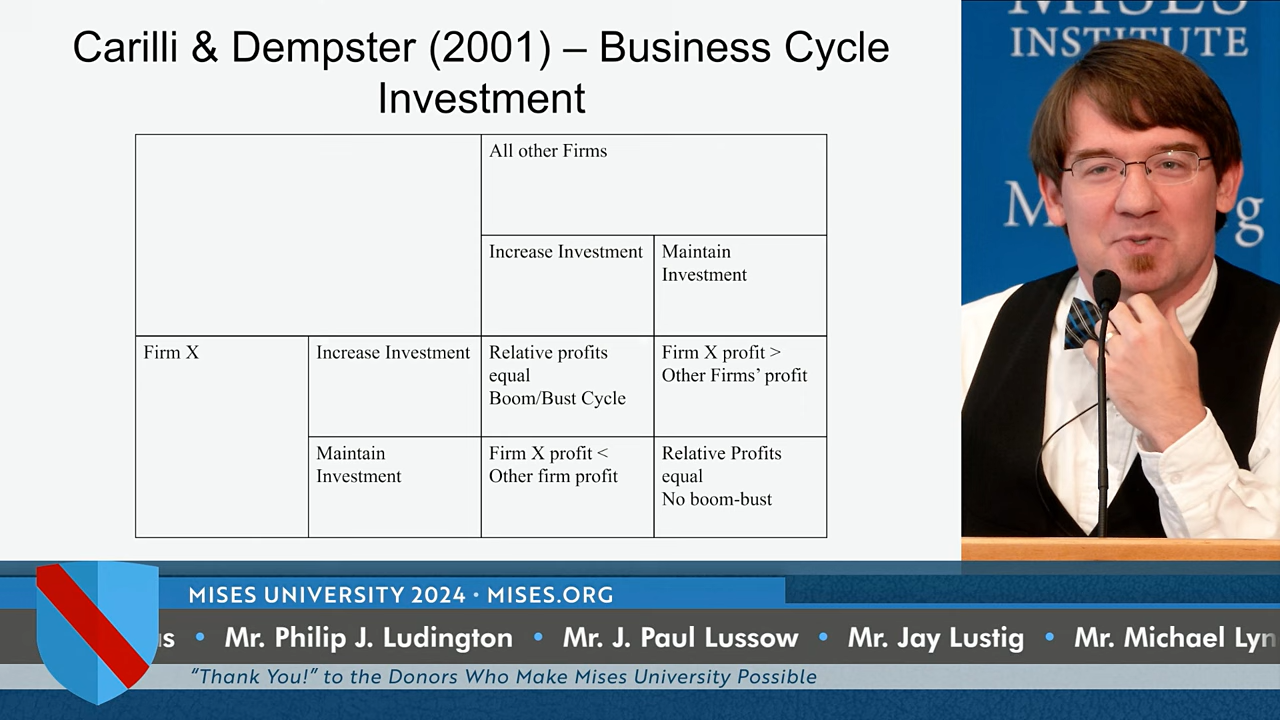 Carilli & Dempster (2001) – Business Cycle
Investment
All other Firms
Increase Investment
Maintain
Investment
Firm X
Increase Investment
Relative profits
equal
Boom/Bust Cycle
Firm X profit >
Other Firms’ profit
Maintain
Investment
Firm X profit <
Other firm profit
Relative Profits
equal
No boom-bust
MISES
INSTITUTE
MISES UNIVERSITY 2024 • MISES.ORG
• Mr. Philip J. Ludington • Mr. J. Paul Lussow • Mr. Jay Lustig • Mr. Michael
“Thank You!” to the Donors Who Make Mises University Possible